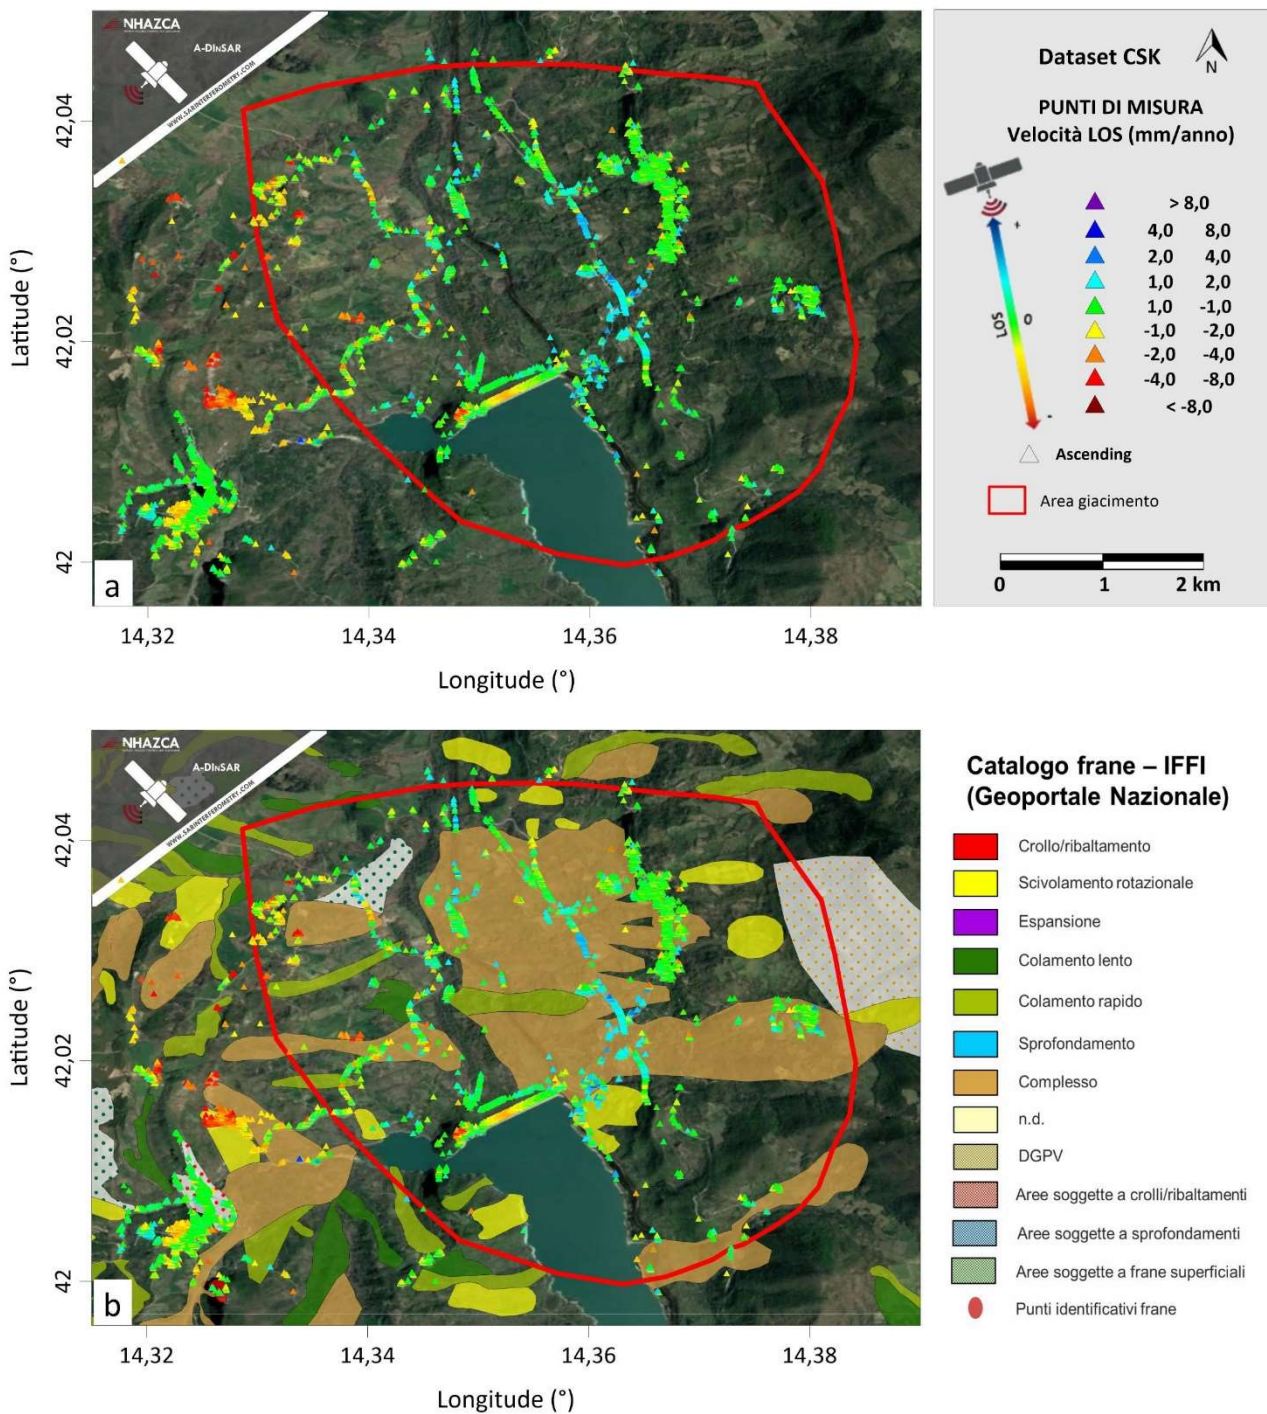 NHAZCA
A-DInSAR
WWW.SARINTERFEROMETRY.COM
Latitude (°)
42,04
42,02
42
a
14,32 14,34 14,36 14,38
Longitude (°)
Dataset CSK
N
PUNTI DI MISURA
Velocità LOS (mm/anno)
+
LOS
0
-
> 8,0
4,0 8,0
2,0 4,0
1,0 2,0
1,0 -1,0
-1,0 -2,0
-2,0 -4,0
-4,0 -8,0
< -8,0
Ascending
Area giacimento
0 1 2 km
NHAZCA
A-DInSAR
WWW.SARINTERFEROMETRY.COM
Latitude (°)
42,04
42,02
42
b
14,32 14,34 14,36 14,38
Longitude (°)
Catalogo frane – IFFI
(Geoportale Nazionale)
Crollo/ribaltamento
Scivolamento rotazionale
Espansione
Colamento lento
Colamento rapido
Sprofondamento
Complesso
n.d.
DGPV
Aree soggette a crolli/ribaltamenti
Aree soggette a sprofondamenti
Aree soggette a frane superficiali
Punti identificativi frane